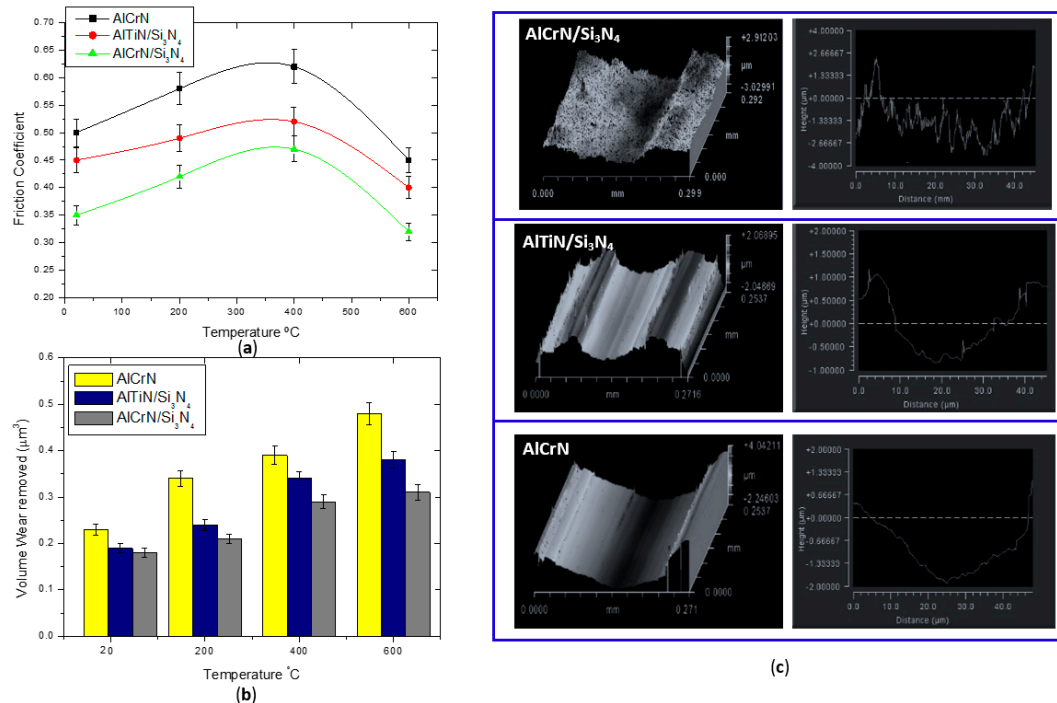 AlCrN
AlTiN/Si3N4
AlCrN/Si3N4
0.70
0.65
0.60
0.55
0.50
0.45
0.40
0.35
0.30
0.25
0.20
Friction Coefficient
0 100 200 300 400 500 600
Temperature ºC
(a)
AlCrN
AlTiN/Si3N4
AlCrN/Si3N4
0.6
0.5
0.4
0.3
0.2
0.1
0.0
Volume Wear removed (µm³)
20 200 400 600
Temperature °C
(b)
AlCrN/Si3N4
+2.91203
µm
-3.02991
0.292
mm
0.000
0.000 mm 0.299
+4.00000
+1.33333
+0.00000
-2.66667
-4.00000
Height (µm)
0.0 10.0 20.0 30.0 40.0
Distance (mm)
AlTiN/Si3N4
+2.06895
µm
-2.04669
0.2537
mm
0.0000
0.0000 mm 0.2716
+2.00000
+1.50000
+1.00000
+0.50000
+0.00000
-0.50000
-1.00000
Height (µm)
0.0 10.0 20.0 30.0 40.0
Distance (µm)
AlCrN
+4.04211
µm
-2.24603
0.2537
mm
0.0000
0.0000 mm 0.271
+2.00000
+1.33333
+0.66667
+0.00000
-0.66667
-1.33333
-2.00000
Height (µm)
0.0 10.0 20.0 30.0 40.0
Distance (µm)
(c)